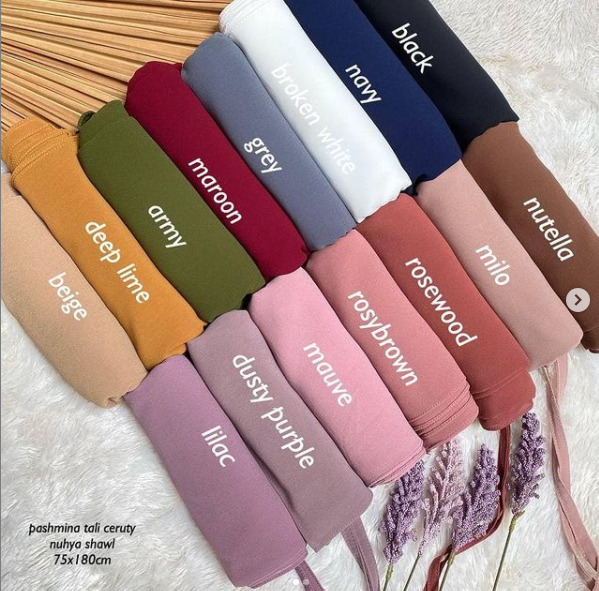 black
navy
broken white
grey
maroon
army
deep lime
beige
nutella
milo
rosewood
rosybrown
mauve
dusty purple
lilac
pashmina tali ceruty
nuhya shawl
75x180cm